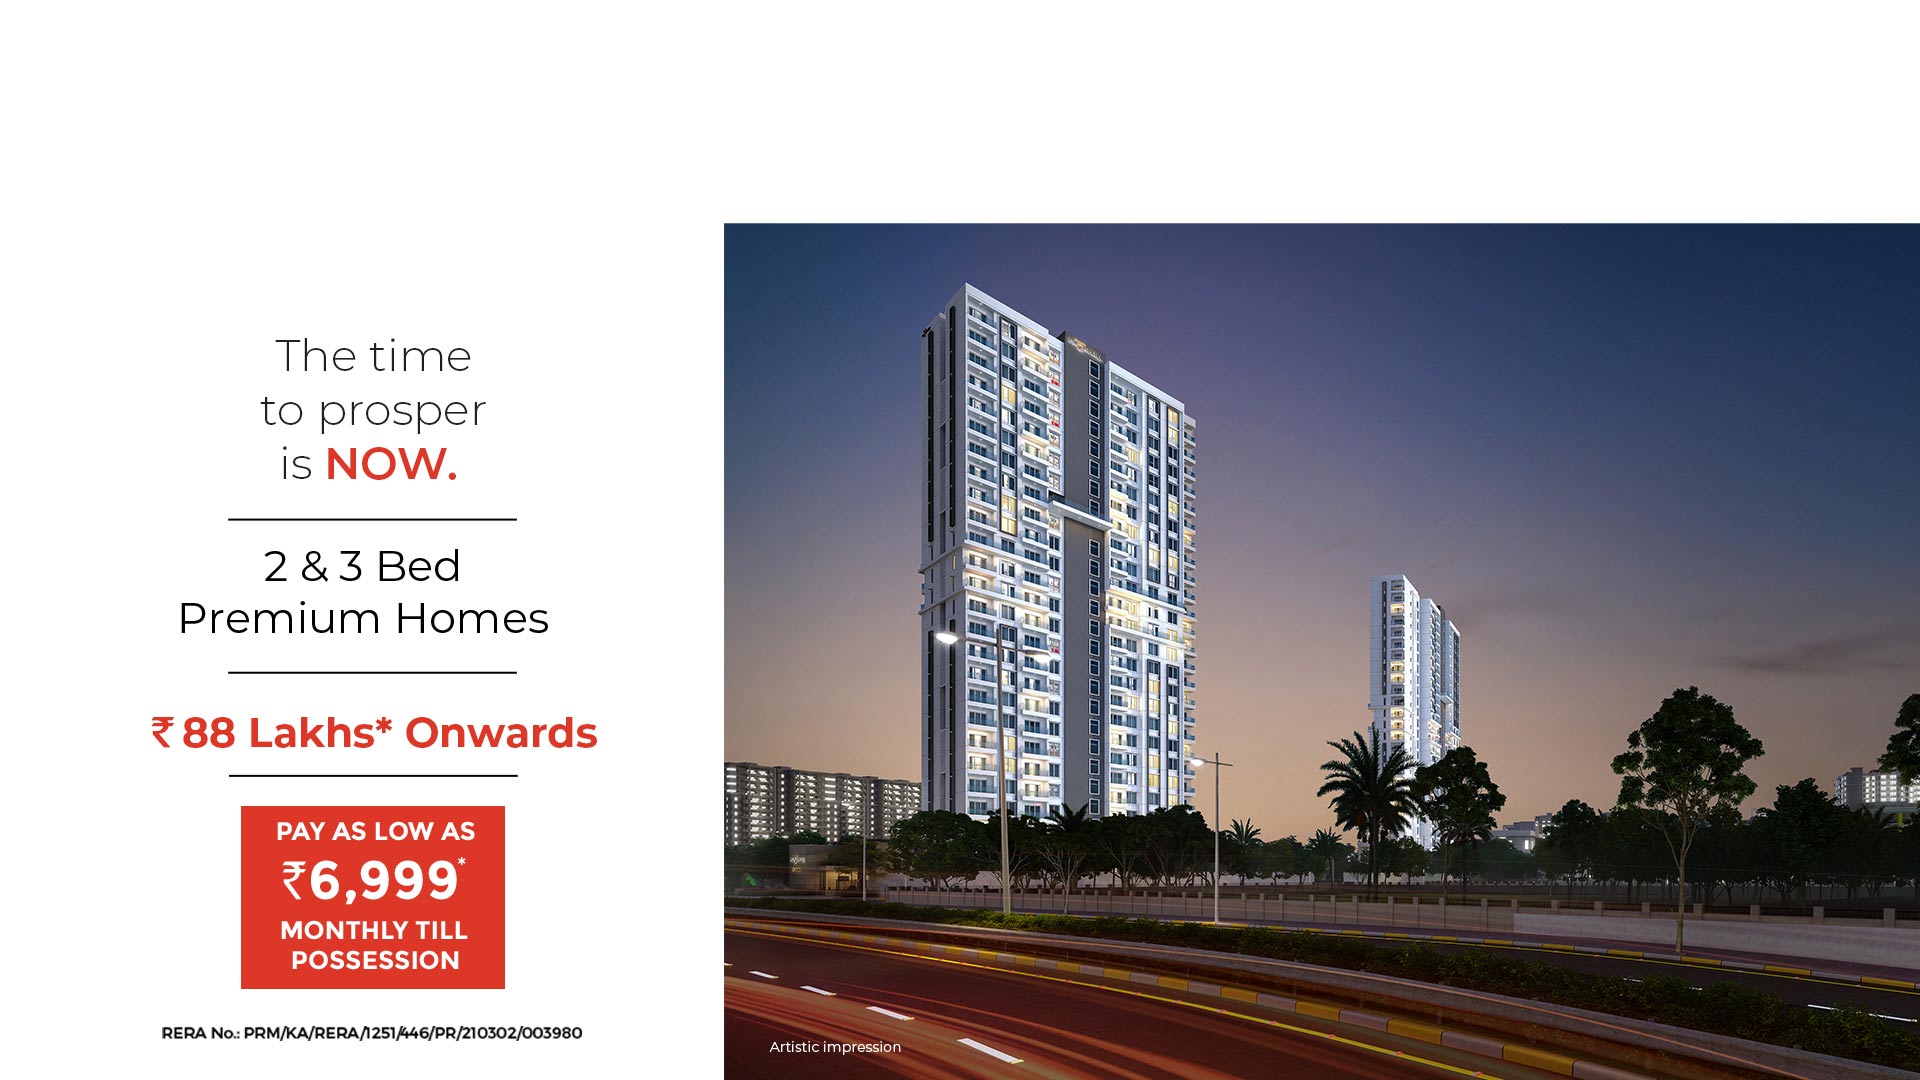 The time
to prosper
is NOW.
2 & 3 Bed
Premium Homes
₹ 88 Lakhs* Onwards
PAY AS LOW AS
₹6,999*
MONTHLY TILL
POSSESSION
RERA No.: PRM/KA/RERA/1251/446/PR/210302/003980
Artistic impression